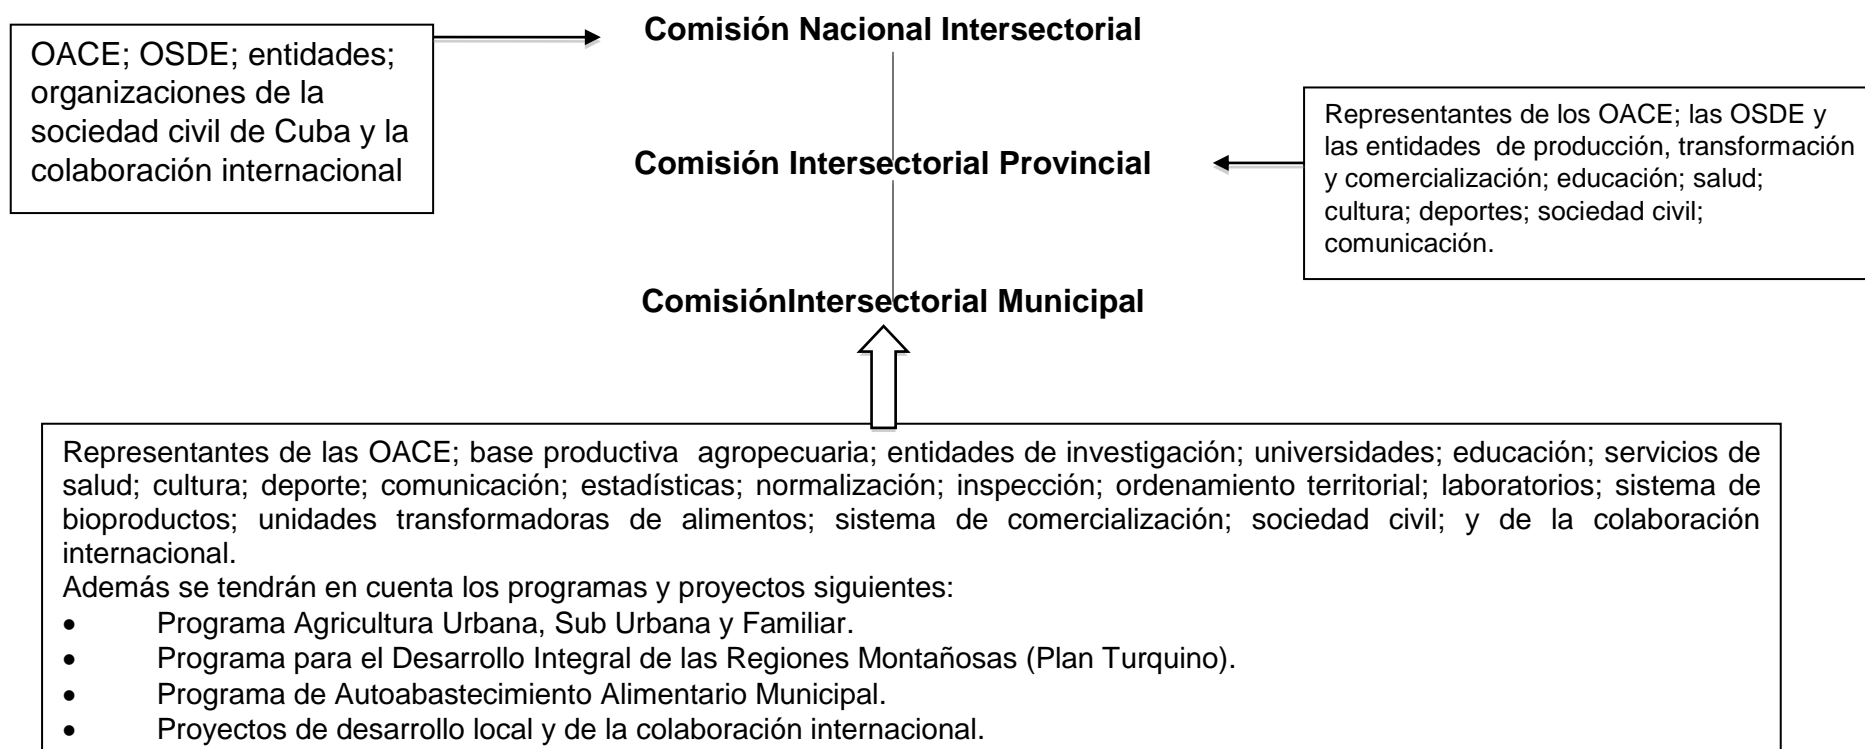 Comisión Nacional Intersectorial
OACE; OSDE; entidades;
organizaciones de la
sociedad civil de Cuba y la
colaboración internacional
Comisión Intersectorial Provincial
Representantes de los OACE; las OSDE y
las entidades de producción, transformación
y comercialización; educación; salud;
cultura; deportes; sociedad civil;
comunicación.
ComisiónIntersectorial Municipal
Representantes de las OACE; base productiva agropecuaria; entidades de investigación; universidades; educación; servicios de
salud; cultura; deporte; comunicación; estadísticas; normalización; inspección; ordenamiento territorial; laboratorios; sistema de
bioproductos; unidades transformadoras de alimentos; sistema de comercialización; sociedad civil; y de la colaboración
internacional.
Además se tendrán en cuenta los programas y proyectos siguientes:
• Programa Agricultura Urbana, Sub Urbana y Familiar.
• Programa para el Desarrollo Integral de las Regiones Montañosas (Plan Turquino).
• Programa de Autoabastecimiento Alimentario Municipal.
• Proyectos de desarrollo local y de la colaboración internacional.